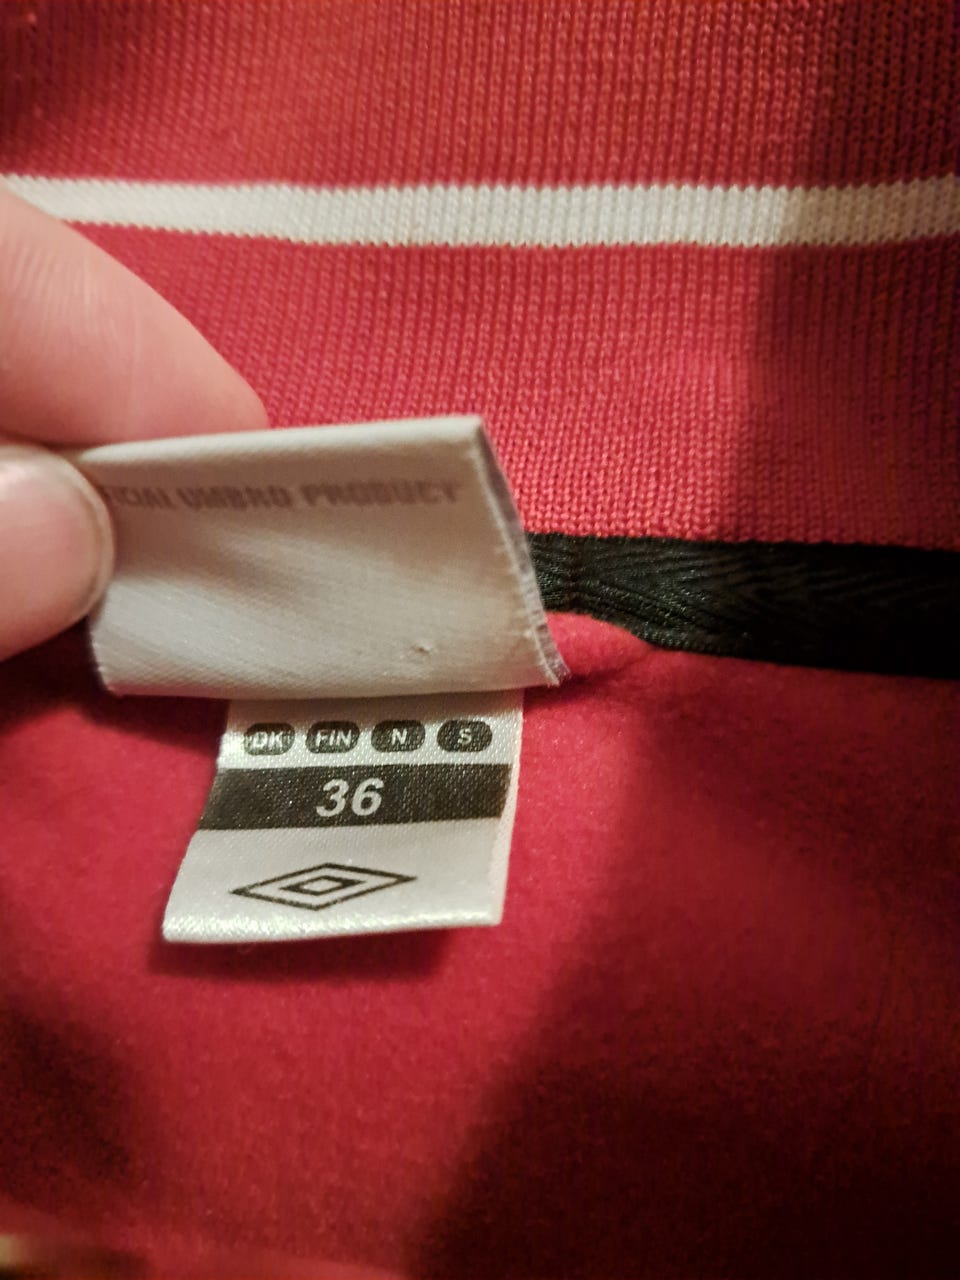 UMBRO PRODUCT
DK FIN N S
36